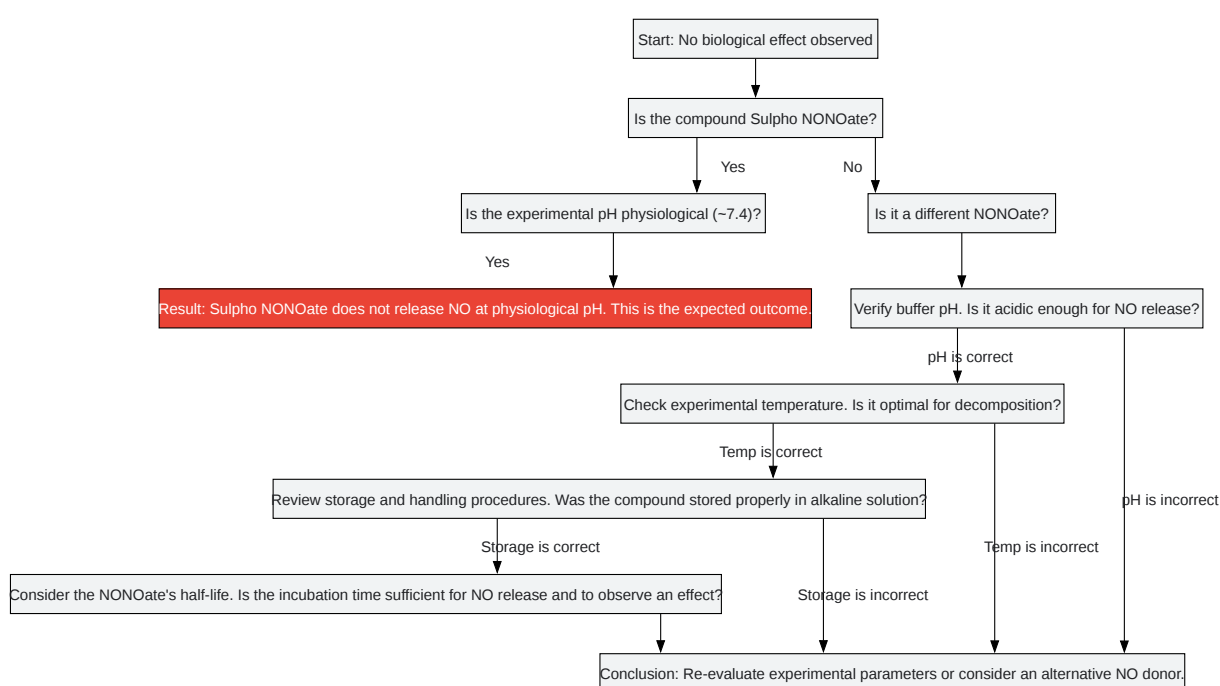 Start: No biological effect observed
Is the compound Sulpho NONOate?
Yes
No
Is the experimental pH physiological (~7.4)?
Is it a different NONOate?
Yes
Result: Sulpho NONOate does not release NO at physiological pH. This is the expected outcome.
Verify buffer pH. Is it acidic enough for NO release?
pH is correct
Check experimental temperature. Is it optimal for decomposition?
Temp is correct
Review storage and handling procedures. Was the compound stored properly in alkaline solution?
pH is incorrect
Storage is correct
Temp is incorrect
Consider the NONOate's half-life. Is the incubation time sufficient for NO release and to observe an effect?
Storage is incorrect
Conclusion: Re-evaluate experimental parameters or consider an alternative NO donor.